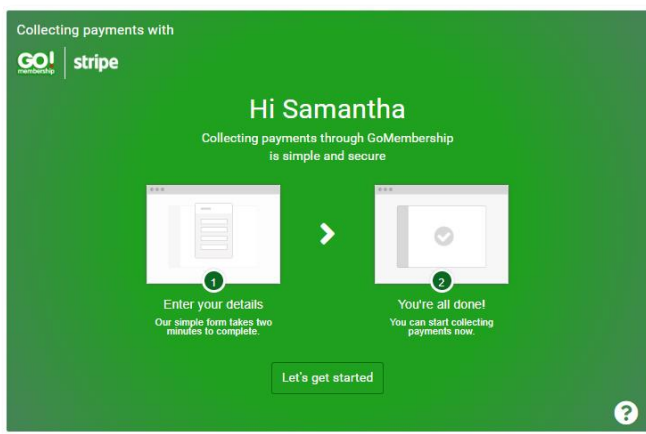 Collecting payments with
GO!
membership
stripe
Hi Samantha
Collecting payments through GoMembership
is simple and secure
1
Enter your details
Our simple form takes two
minutes to complete.
2
You're all done!
You can start collecting
payments now.
Let's get started
?